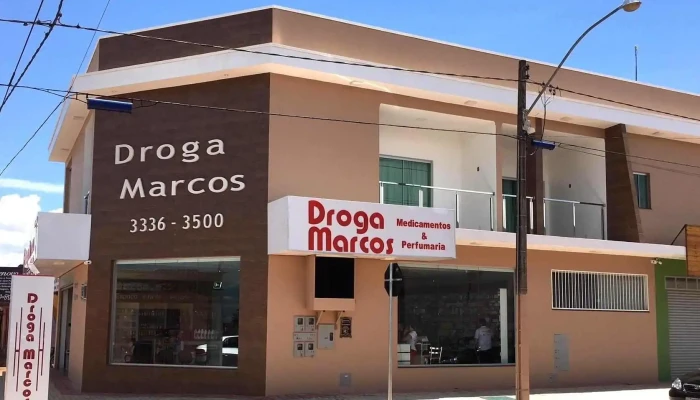 Droga
Marcos
3336 - 3500
Droga
Marcos
Medicamentos
&
Perfumaria
Droga Marcos